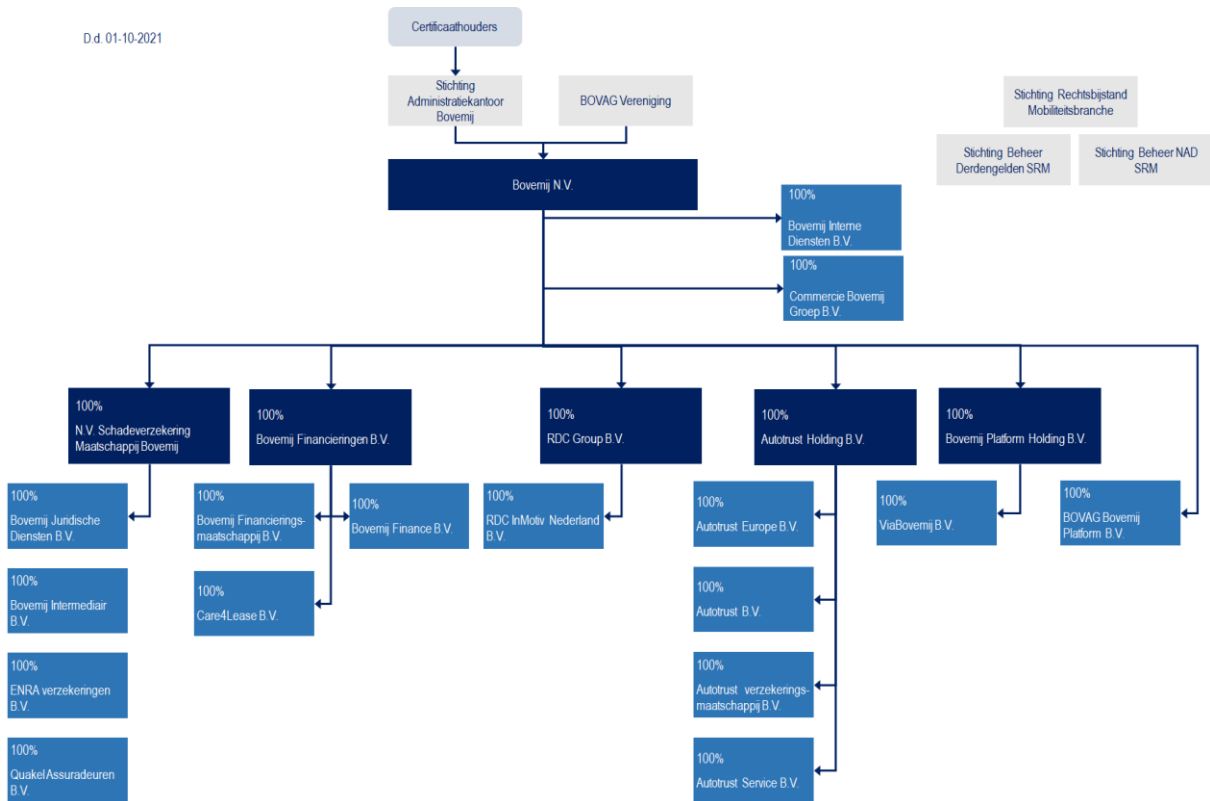 D.d. 01-10-2021
Certificaathouders
Stichting
Administratiekantoor
Bovemij
BOVAG Vereniging
Stichting Rechtsbijstand
Mobiliteitsbranche
Stichting Beheer
Derdengelden SRM
Stichting Beheer NAD
SRM
Bovemij N.V.
100%
Bovemij Interne
Diensten B.V.
100%
Commercie Bovemij
Groep B.V.
100%
N.V. Schadeverzekering
Maatschappij Bovemij
100%
Bovemij Financieringen B.V.
100%
RDC Group B.V.
100%
Autotrust Holding B.V.
100%
Bovemij Platform Holding B.V.
100%
Bovemij Juridische
Diensten B.V.
100%
Bovemij Financierings-
maatschappij B.V.
100%
Bovemij Finance B.V.
100%
RDC InMotiv Nederland
B.V.
100%
Autotrust Europe B.V.
100%
ViaBovemij B.V.
100%
BOVAG Bovemij
Platform B.V.
100%
Bovemij Intermediair
B.V.
100%
Care4Lease B.V.
100%
Autotrust B.V.
100%
ENRA verzekeringen
B.V.
100%
Autotrust verzekerings-
maatschappij B.V.
100%
Quakel Assuradeuren
B.V.
100%
Autotrust Service B.V.